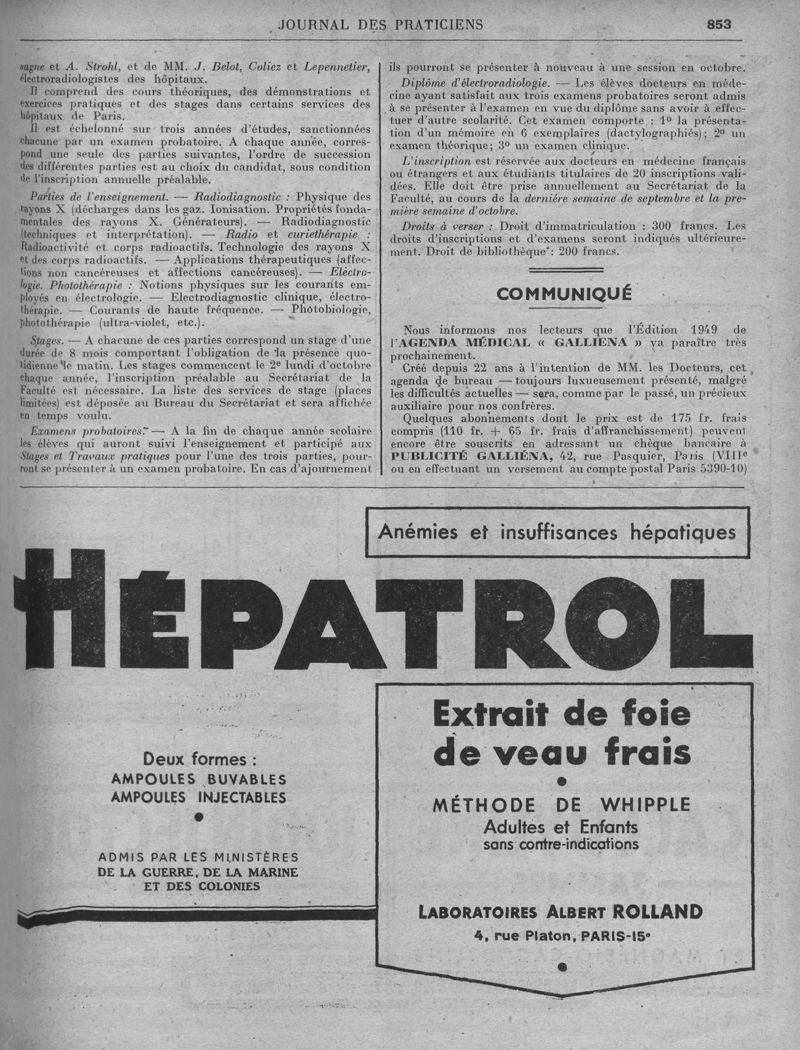 JOURNAL DES PRATICIENS
853
sagne et A. Strohl, et de MM. J. Belot, Coliez et Lepennetier,
électroradiologistes des hôpitaux.
Il comprend des cours théoriques, des démonstrations et
exercices pratiques et des stages dans certains services des
hôpitaux de Paris.
Il est échelonné sur trois années d'études, sanctionnées
chacune par un examen probatoire. A chaque année, corres-
pond une seule des parties suivantes, l'ordre de succession
des différentes parties est au choix du candidat, sous condition
de l'inscription annuelle préalable.
Parties de l'enseignement. — Radiodiagnostic : Physique des
rayons X (décharges dans les gaz. Ionisation. Propriétés fonda-
mentales des rayons X. Générateurs). — Radiodiagnostic
(techniques et interprétation). — Radio et curiethérapie :
Radioactivité et corps radioactifs. Technologie des rayons X
et des corps radioactifs. — Applications thérapeutiques (affec-
tions non cancéreuses et affections cancéreuses). — Electro-
logie. Photothérapie : Notions physiques sur les courants em-
ployés en électrologie. — Electrodiagnostic clinique, électro-
thérapie. — Courants de haute fréquence. — Photobiologie,
photothérapie (ultra-violet, etc.).
Stages. — A chacune de ces parties correspond un stage d'une
durée de 8 mois comportant l'obligation de la présence quo-
tidienne le matin. Les stages commencent le 2e lundi d'octobre
chaque année, l'inscription préalable au Secrétariat de la
Faculté est nécessaire. La liste des services de stage (places
limitées) est déposée au Bureau du Secrétariat et sera affichée
en temps voulu.
Examens probatoires. — A la fin de chaque année scolaire
les élèves qui auront suivi l'enseignement et participé aux
Stages et Travaux pratiques pour l'une des trois parties, pour-
ront se présenter à un examen probatoire. En cas d'ajournement
ils pourront se présenter à nouveau à une session en octobre.
Diplôme d'électroradiologie. — Les élèves docteurs en méde-
cine ayant satisfait aux trois examens probatoires seront admis
à se présenter à l'examen en vue du diplôme sans avoir à effec-
tuer d'autre scolarité. Cet examen comporte : 1º la présenta-
tion d'un mémoire en 6 exemplaires (dactylographiés); 2º un
examen théorique; 3º un examen clinique.
L'inscription est réservée aux docteurs en médecine français
ou étrangers et aux étudiants titulaires de 20 inscriptions vali-
dées. Elle doit être prise annuellement au Secrétariat de la
Faculté, au cours de la dernière semaine de septembre et la pre-
mière semaine d'octobre.
Droits à verser : Droit d'immatriculation : 300 francs. Les
droits d'inscriptions et d'examens seront indiqués ultérieure-
ment. Droit de bibliothèque : 200 francs.
COMMUNIQUÉ
Nous informons nos lecteurs que l'Édition 1949 de
l'AGENDA MÉDICAL « GALLIENA » va paraître très
prochainement.
Créé depuis 22 ans à l'intention de MM. les Docteurs, cet
agenda de bureau — toujours luxueusement présenté, malgré
les difficultés actuelles — sera, comme par le passé, un précieux
auxiliaire pour nos confrères.
Quelques abonnements dont le prix est de 175 fr. frais
compris (110 fr. + 65 fr. frais d'affranchissement) peuvent
encore être souscrits en adressant un chèque bancaire à
PUBLICITÉ GALLIÉNA, 42, rue Pasquier, Paris (VIIIe
ou en effectuant un versement au compte postal Paris 5390-10)
Anémies et insuffisances hépatiques
HÉPATROL
Deux formes :
AMPOULES BUVABLES
AMPOULES INJECTABLES
ADMIS PAR LES MINISTÈRES
DE LA GUERRE, DE LA MARINE
ET DES COLONIES
Extrait de foie
de veau frais
MÉTHODE DE WHIPPLE
Adultes et Enfants
sans contre-indications
LABORATOIRES ALBERT ROLLAND
4, rue Platon, PARIS-15e